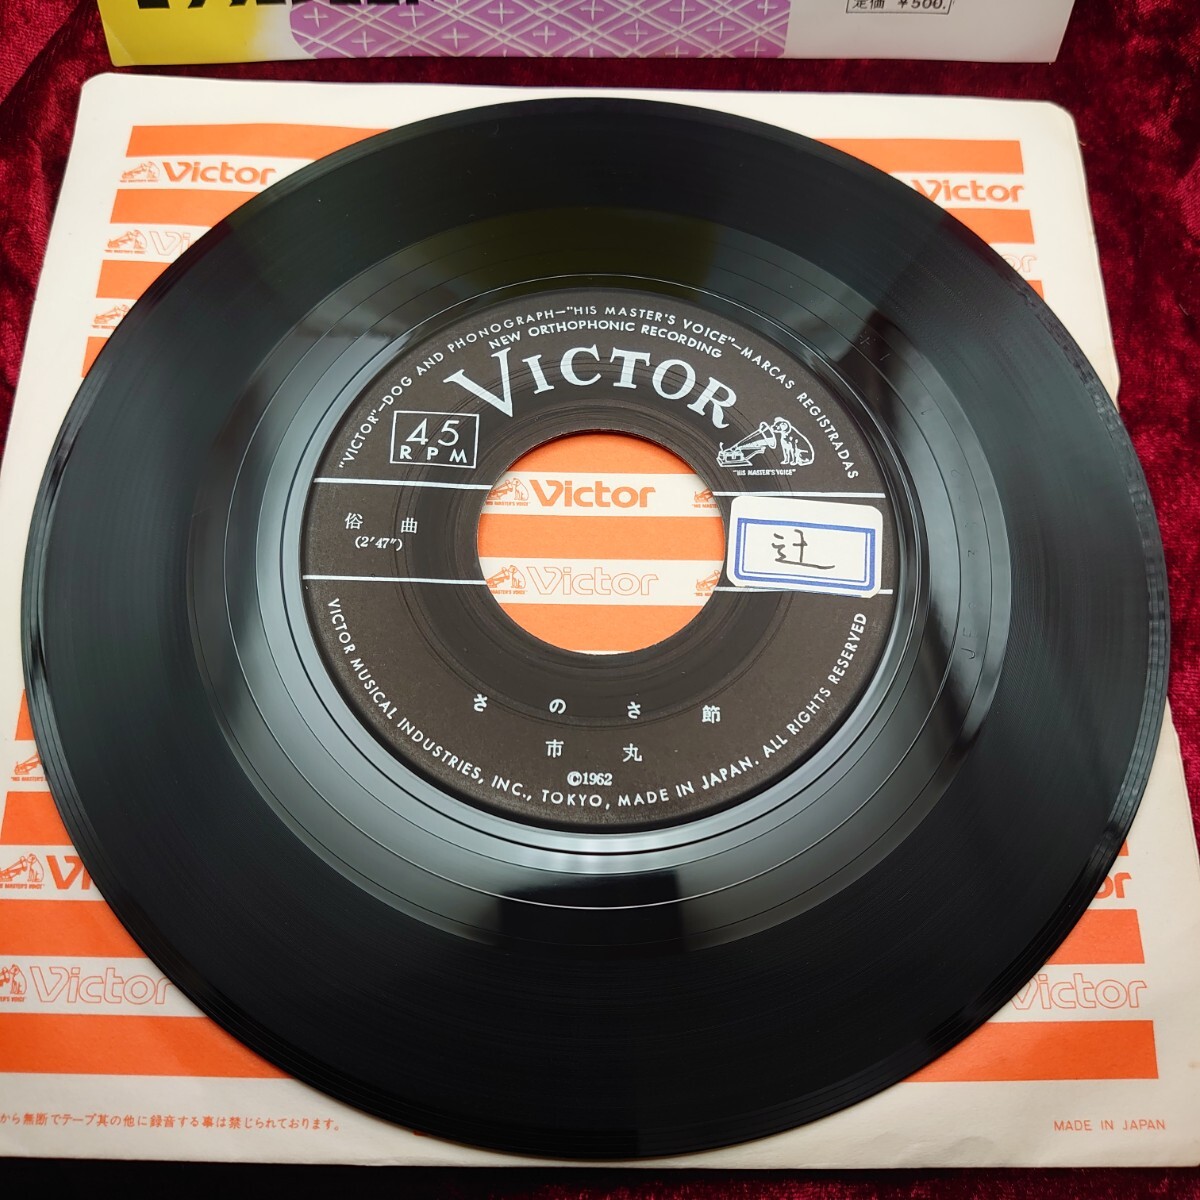 定価 ¥500.
Victor
Victor
"VICTOR"—DOG AND PHONOGRAPH—"HIS MASTER'S VOICE"—MARCAS REGISTRADAS
NEW ORTHOPHONIC RECORDING
VICTOR
45
RPM
"HIS MASTER'S VOICE"
俗曲
(2'47")
Victor
Victor
さのさ節
市丸
©1962
VICTOR MUSICAL INDUSTRIES, INC., TOKYO, MADE IN JAPAN. ALL RIGHTS RESERVED
Victor
Victor
から無断でテープ其の他に録音する事は禁じられております。
MADE IN JAPAN